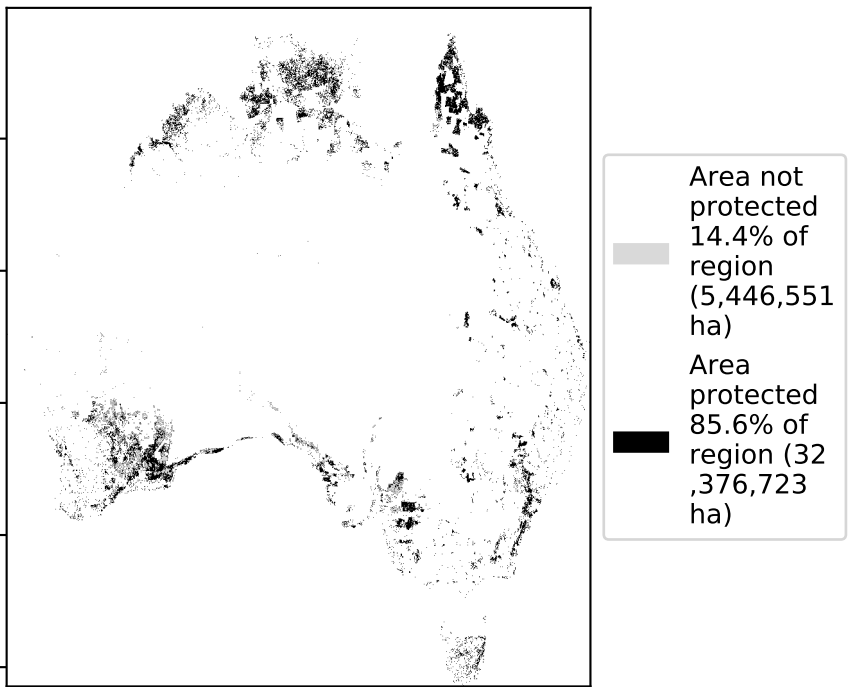 Area not
protected
14.4% of
region
(5,446,551
ha)
Area
protected
85.6% of
region (32
,376,723
ha)